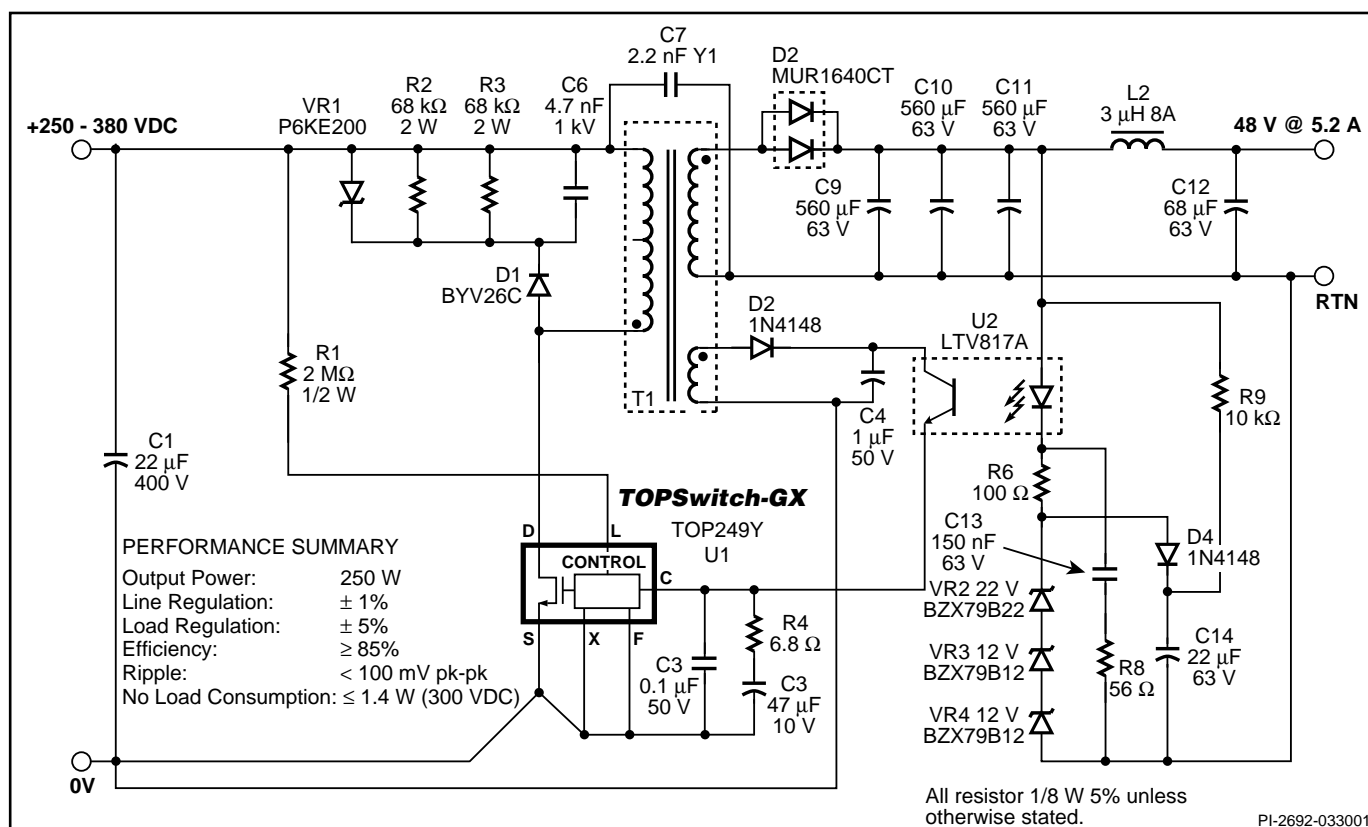 C7
2.2 nF Y1
D2
MUR1640CT
R2
68 kΩ
2 W
R3
68 kΩ
2 W
C6
4.7 nF
1 kV
VR1
P6KE200
C10
560 µF
63 V
C11
560 µF
63 V
L2
3 µH 8A
+250 - 380 VDC
48 V @ 5.2 A
C9
560 µF
63 V
C12
68 µF
63 V
D1
BYV26C
RTN
D2
1N4148
U2
LTV817A
R1
2 MΩ
1/2 W
T1
C4
1 µF
50 V
R9
10 kΩ
C1
22 µF
400 V
R6
100 Ω
TOPSwitch-GX
TOP249Y
U1
D
L
CONTROL
C
S
X
F
C13
150 nF
63 V
D4
1N4148
PERFORMANCE SUMMARY
Output Power: 250 W
Line Regulation: ± 1%
Load Regulation: ± 5%
Efficiency: ≥ 85%
Ripple: < 100 mV pk-pk
No Load Consumption: ≤ 1.4 W (300 VDC)
R4
6.8 Ω
C3
0.1 µF
50 V
C3
47 µF
10 V
VR2 22 V
BZX79B22
VR3 12 V
BZX79B12
VR4 12 V
BZX79B12
R8
56 Ω
C14
22 µF
63 V
0V
All resistor 1/8 W 5% unless
otherwise stated.
PI-2692-033001